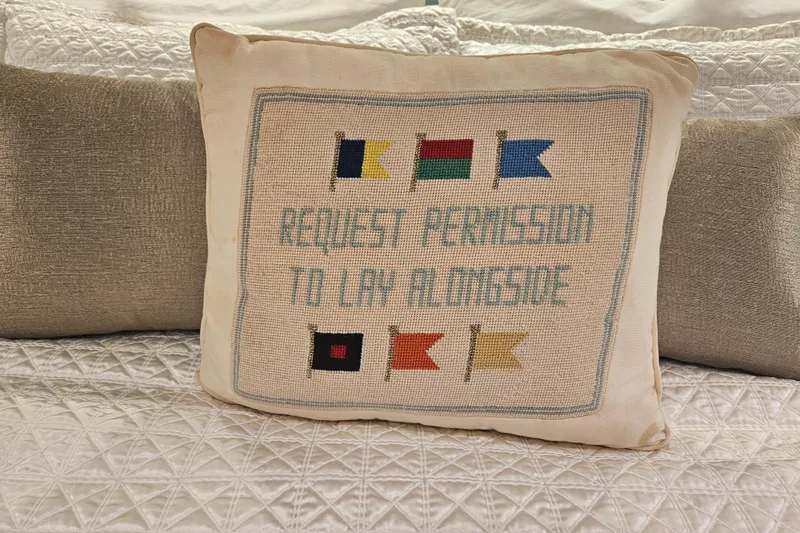 REQUEST PERMISSION
TO LAY ALONGSIDE